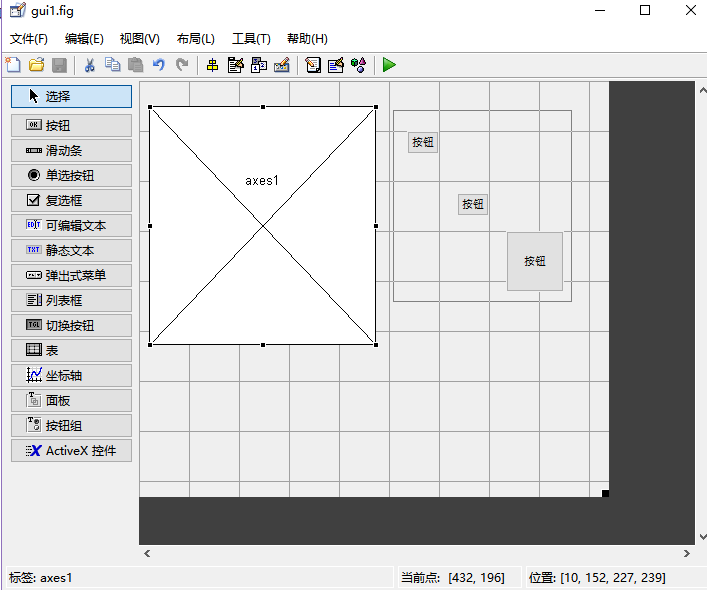 gui1.fig
文件(F) 编辑(E) 视图(V) 布局(L) 工具(T) 帮助(H)
选择
OK 按钮
滑动条
单选按钮
复选框
EDIT 可编辑文本
TXT 静态文本
弹出式菜单
列表框
TGL 切换按钮
表
坐标轴
面板
按钮组
X ActiveX 控件
axes1
按钮
按钮
按钮
标签: axes1 当前点: [432, 196] 位置: [10, 152, 227, 239]